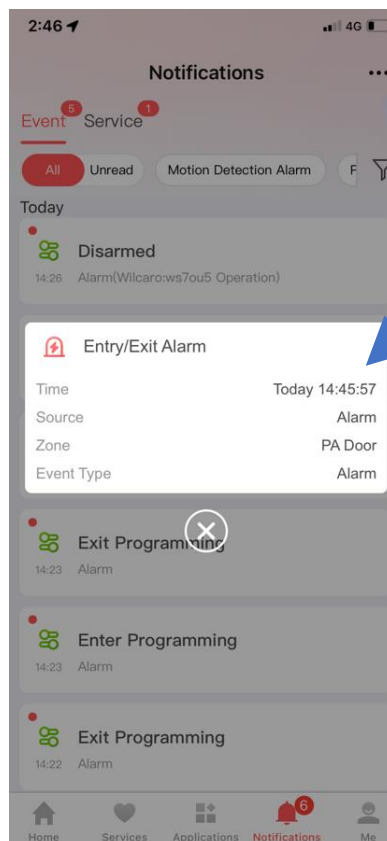 2:46
4G
Notifications
Event 5 Service 1
All Unread Motion Detection Alarm F
Today
Disarmed
14:26 Alarm(Wilcaro:ws7ou5 Operation)
Entry/Exit Alarm
Time Today 14:45:57
Source Alarm
Zone PA Door
Event Type Alarm
Exit Programming
14:23 Alarm
Enter Programming
14:23 Alarm
Exit Programming
14:22 Alarm
6
Home Services Applications Notifications Me